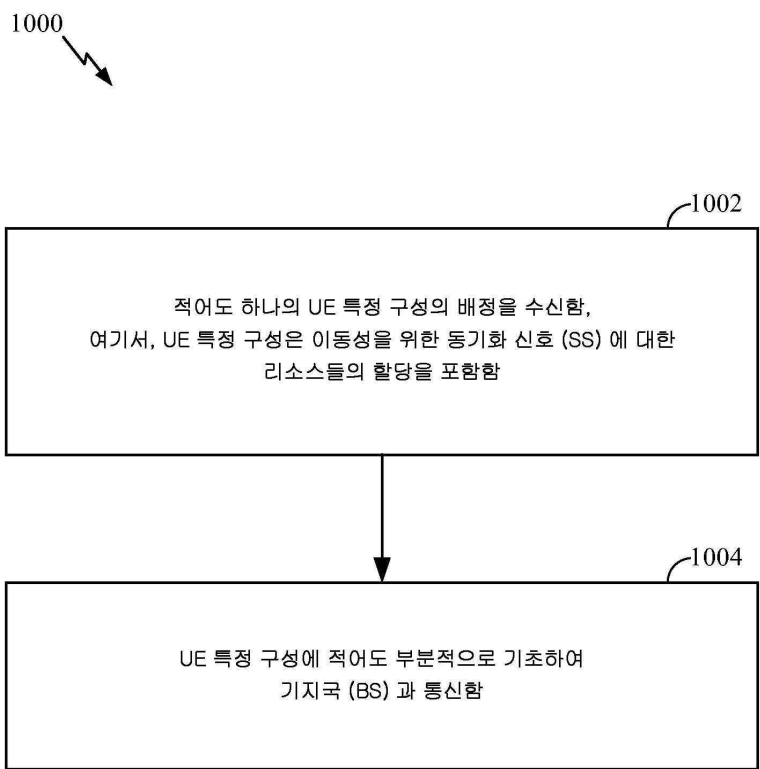 1000
1002
적어도 하나의 UE 특정 구성의 배정을 수신함,
여기서, UE 특정 구성은 이동성을 위한 동기화 신호 (SS) 에 대한
리소스들의 할당을 포함함
1004
UE 특정 구성에 적어도 부분적으로 기초하여
기지국 (BS) 과 통신함